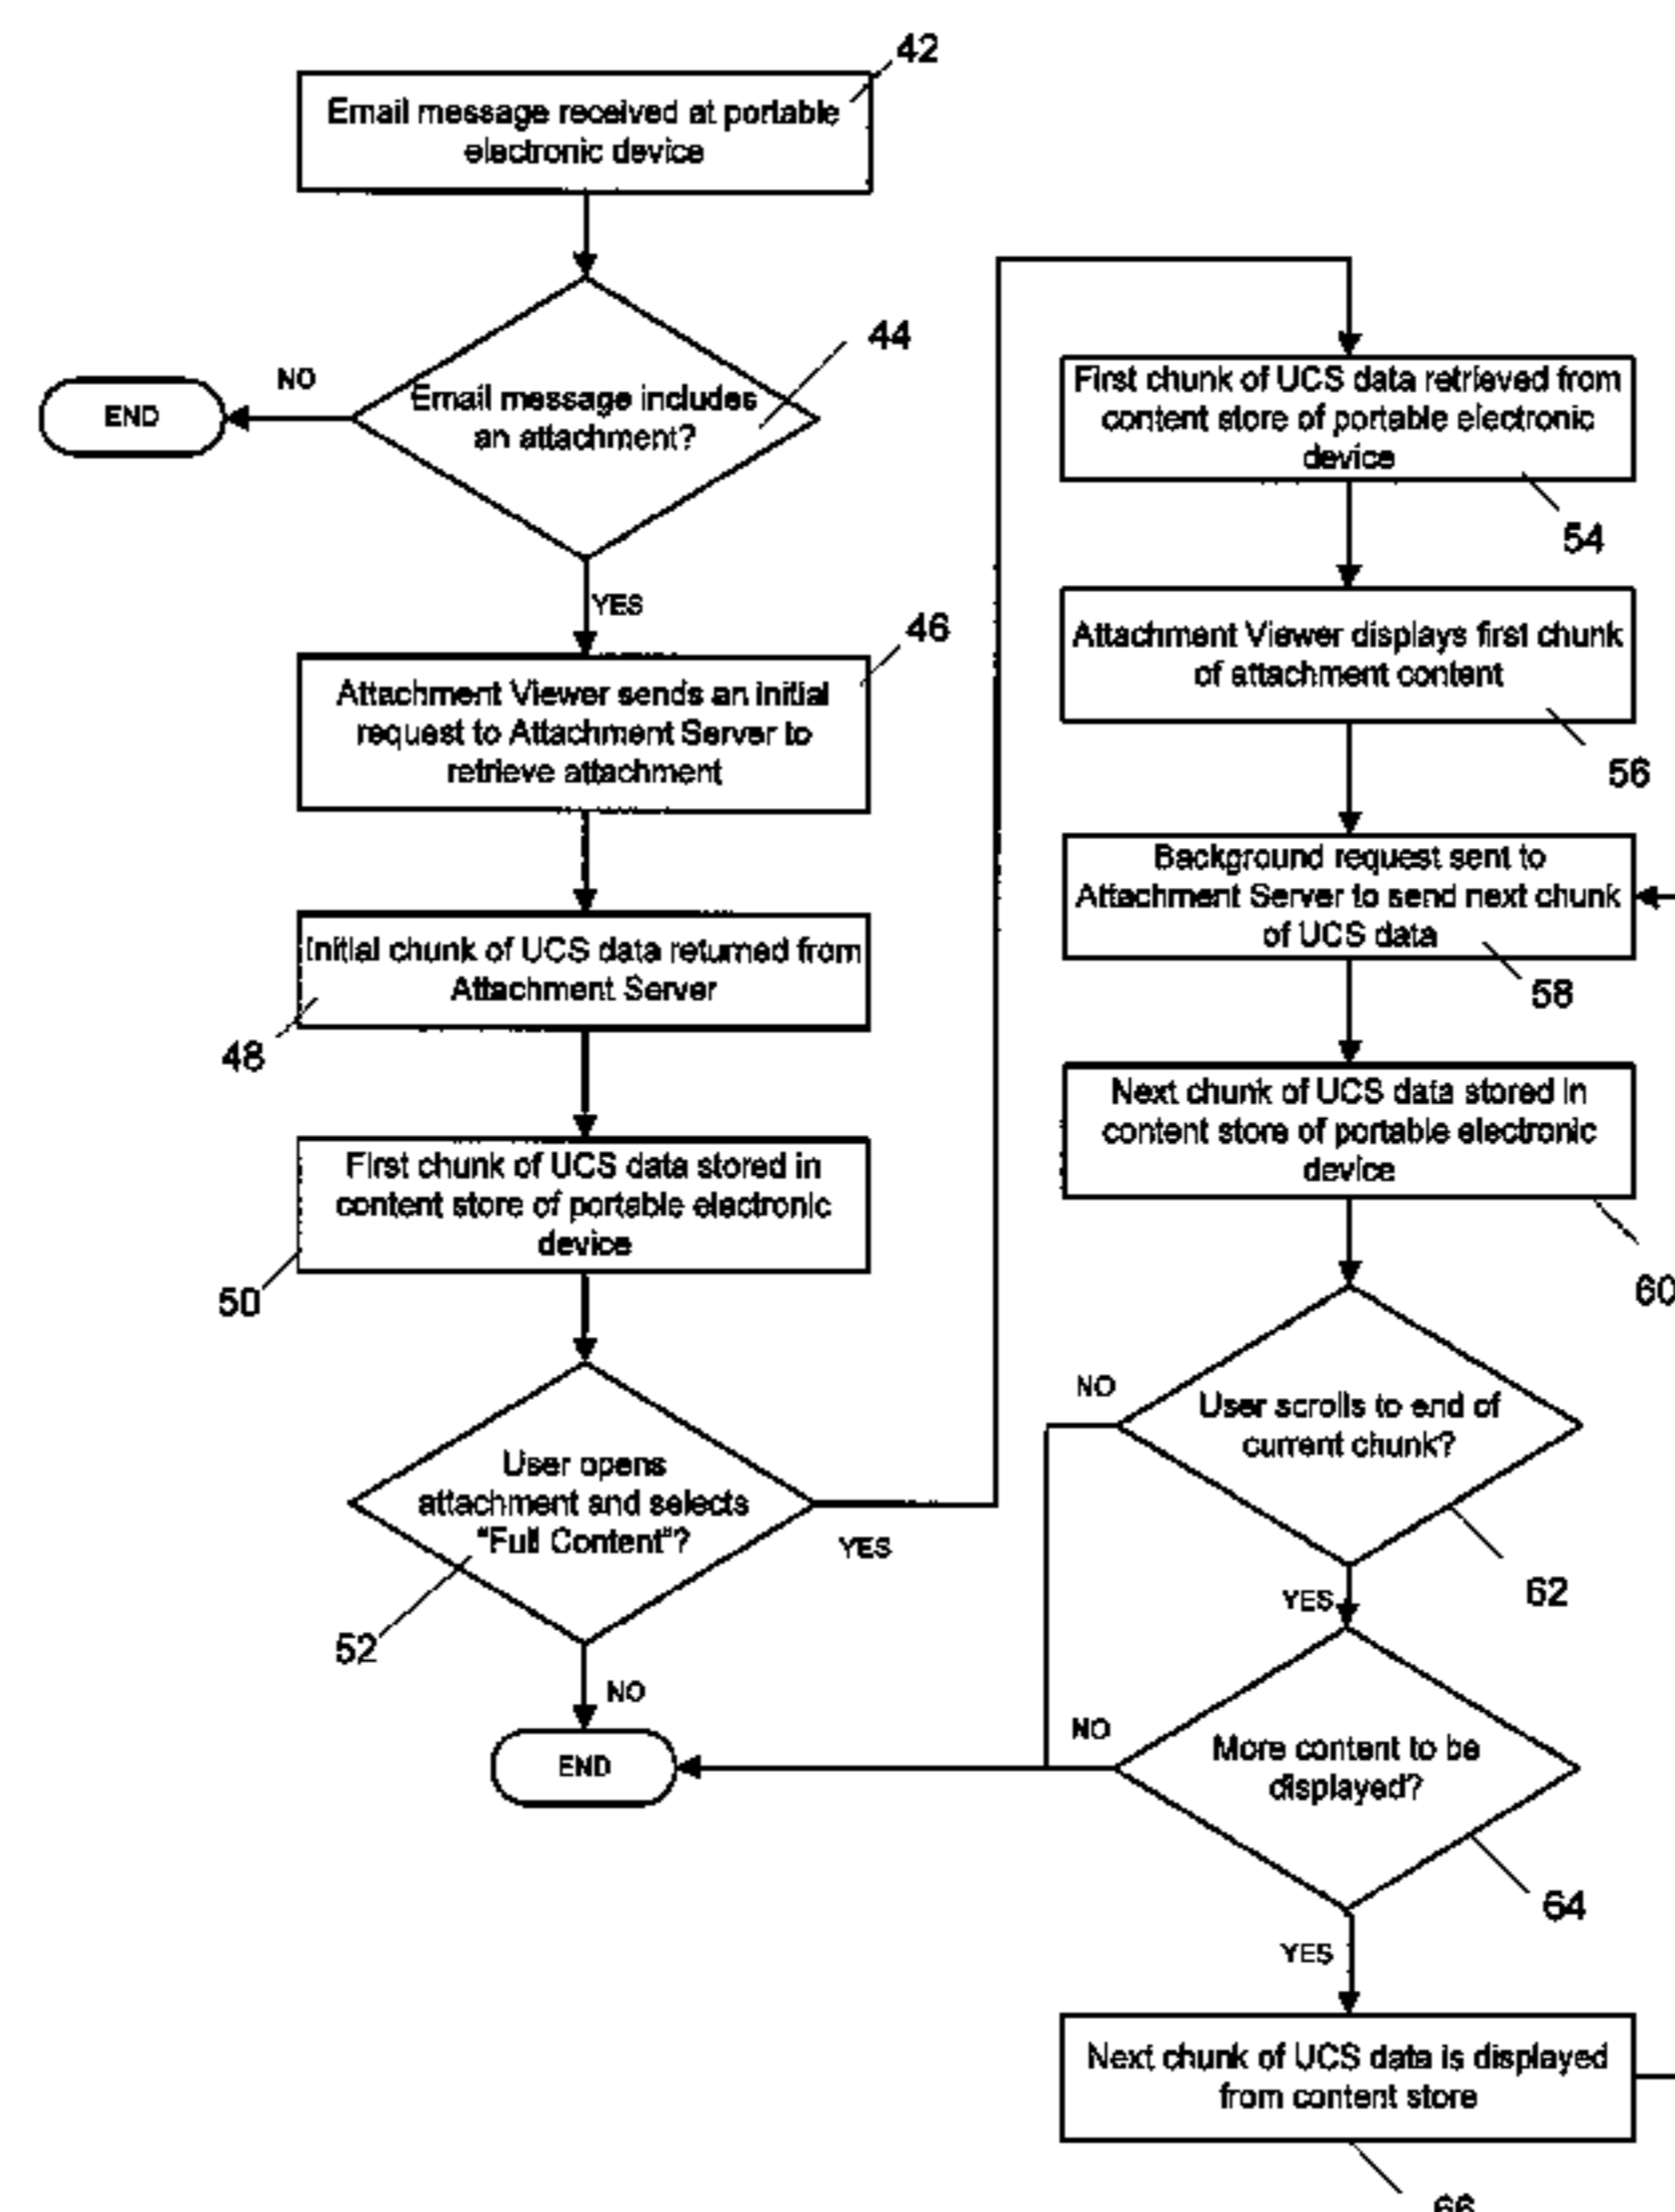 42
Email message received at portable
electronic device
44
NO
END
Email message includes
an attachment?
YES
46
Attachment Viewer sends an initial
request to Attachment Server to
retrieve attachment
Initial chunk of UCS data returned from
Attachment Server
48
First chunk of UCS data stored in
content store of portable electronic
device
50
User opens
attachment and selects
"Full Content"?
YES
52
NO
END
First chunk of UCS data retrieved from
content store of portable electronic
device
54
Attachment Viewer displays first chunk
of attachment content
56
Background request sent to
Attachment Server to send next chunk
of UCS data
58
Next chunk of UCS data stored in
content store of portable electronic
device
60
NO
User scrolls to end of
current chunk?
62
YES
NO
More content to be
displayed?
64
YES
Next chunk of UCS data is displayed
from content store
66